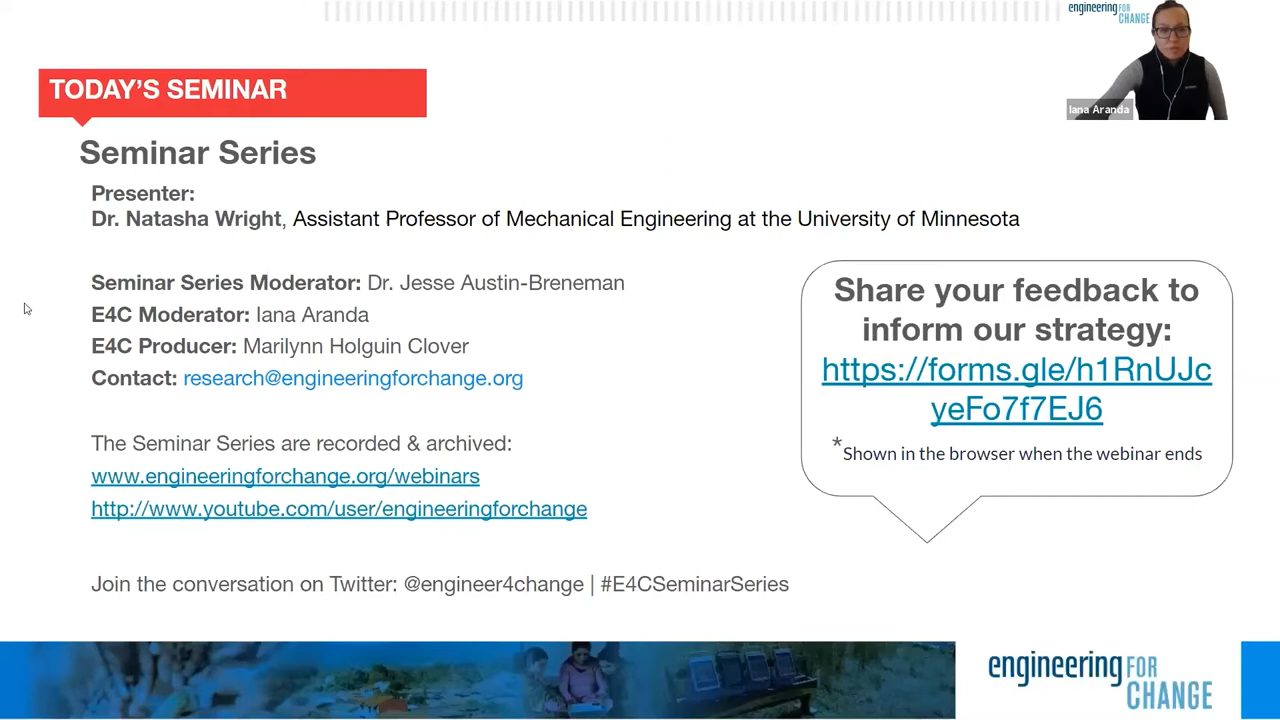 engineering FOR
CHANGE
Iana Aranda
TODAY'S SEMINAR
Seminar Series
Presenter:
Dr. Natasha Wright, Assistant Professor of Mechanical Engineering at the University of Minnesota
Seminar Series Moderator: Dr. Jesse Austin-Breneman
E4C Moderator: Iana Aranda
E4C Producer: Marilynn Holguin Clover
Contact: research@engineeringforchange.org
The Seminar Series are recorded & archived:
www.engineeringforchange.org/webinars
http://www.youtube.com/user/engineeringforchange
Join the conversation on Twitter: @engineer4change | #E4CSeminarSeries
Share your feedback to
inform our strategy:
https://forms.gle/h1RnUJc
yeFo7f7EJ6
*Shown in the browser when the webinar ends
engineering FOR
CHANGE